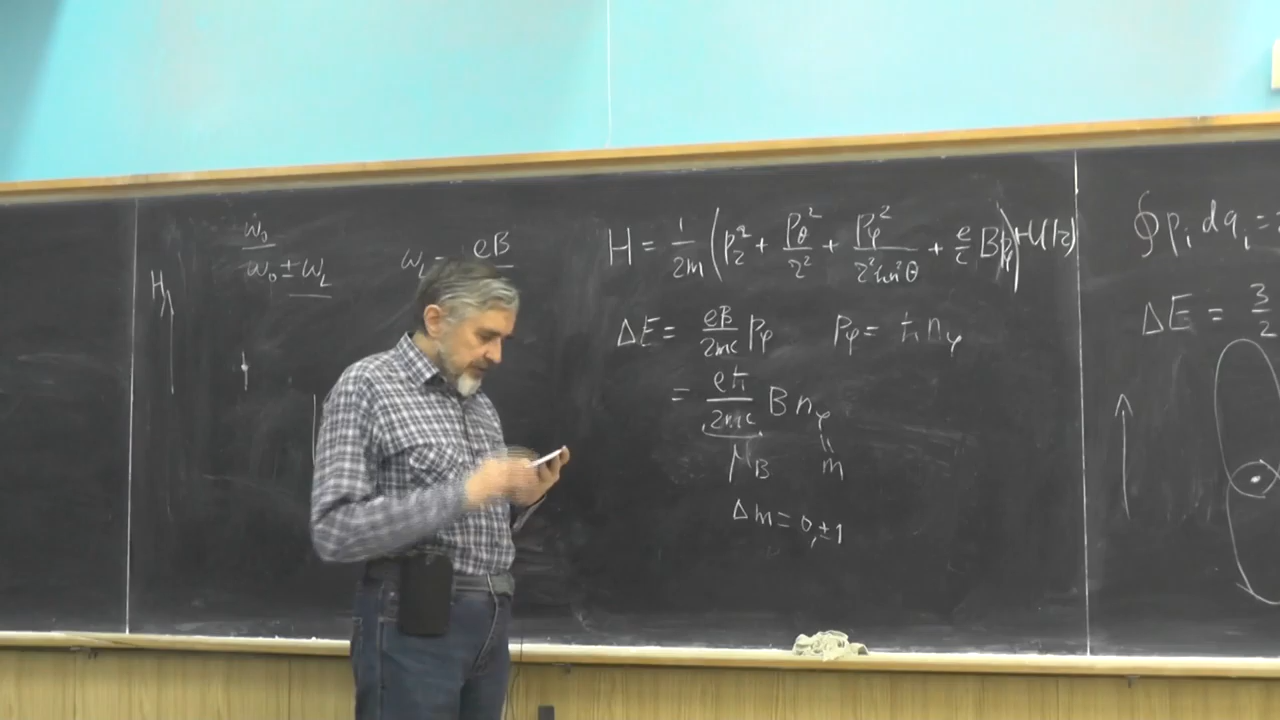 ω₀
ω₀ ± ω_L
H
ω_L = eB
H = 1/2m (p_r² + p_θ²/r² + p_φ²/r² sin²θ + e/c B p_φ) + U(r)
ΔE = eB/2mc p_φ p_φ = ħ n_φ
= eħ/2mc B n_φ
μ_B m
Δm = 0, ±1
∮ p_i dq_i =
ΔE = 3/2